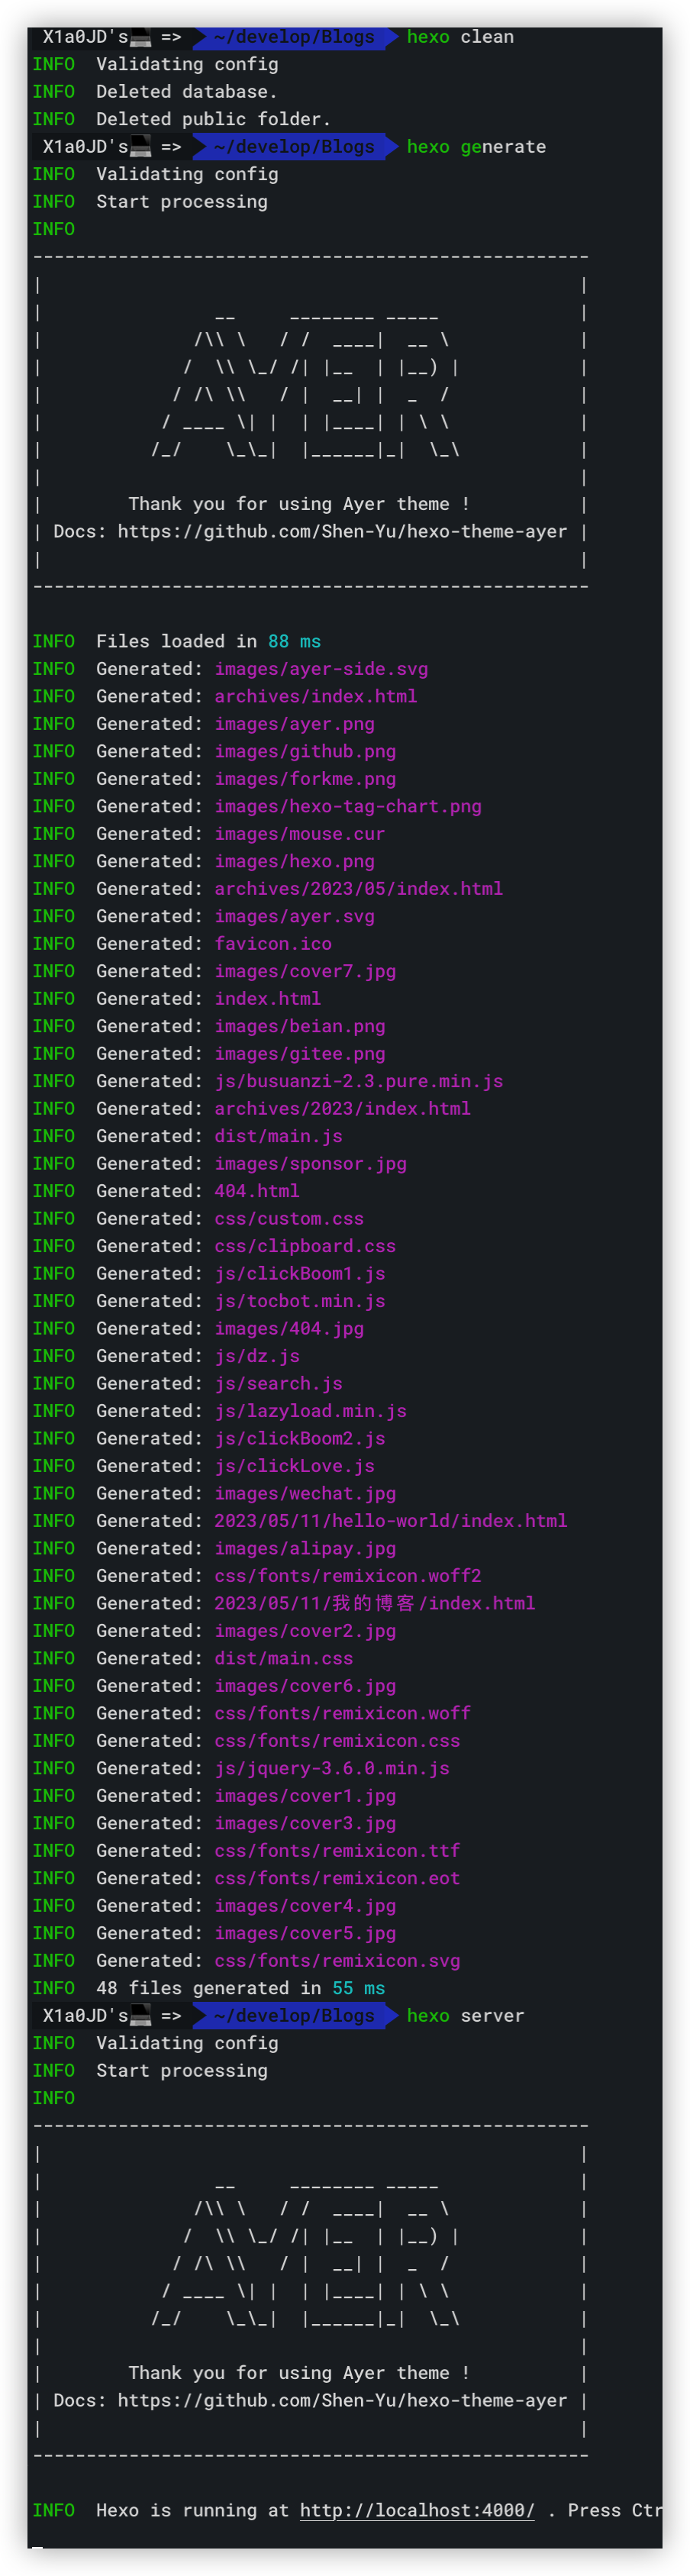 X1a0JD's💻 => ~/develop/Blogs hexo clean
INFO  Validating config
INFO  Deleted database.
INFO  Deleted public folder.
X1a0JD's💻 => ~/develop/Blogs hexo generate
INFO  Validating config
INFO  Start processing
INFO
----------------------------------------------------
|                                                  |
|                __     ________ _____             |
|              /\\ \   / /  ____|  __ \            |
|             /  \\ \_/ /| |__  | |__) |           |
|            / /\ \\   / |  __| |  _  /            |
|           / ____ \| |  | |____| | \ \            |
|          /_/    \_\_|  |______|_|  \_\           |
|                                                  |
|        Thank you for using Ayer theme !          |
| Docs: https://github.com/Shen-Yu/hexo-theme-ayer |
|                                                  |
----------------------------------------------------
INFO  Files loaded in 88 ms
INFO  Generated: images/ayer-side.svg
INFO  Generated: archives/index.html
INFO  Generated: images/ayer.png
INFO  Generated: images/github.png
INFO  Generated: images/forkme.png
INFO  Generated: images/hexo-tag-chart.png
INFO  Generated: images/mouse.cur
INFO  Generated: images/hexo.png
INFO  Generated: archives/2023/05/index.html
INFO  Generated: images/ayer.svg
INFO  Generated: favicon.ico
INFO  Generated: images/cover7.jpg
INFO  Generated: index.html
INFO  Generated: images/beian.png
INFO  Generated: images/gitee.png
INFO  Generated: js/busuanzi-2.3.pure.min.js
INFO  Generated: archives/2023/index.html
INFO  Generated: dist/main.js
INFO  Generated: images/sponsor.jpg
INFO  Generated: 404.html
INFO  Generated: css/custom.css
INFO  Generated: css/clipboard.css
INFO  Generated: js/clickBoom1.js
INFO  Generated: js/tocbot.min.js
INFO  Generated: images/404.jpg
INFO  Generated: js/dz.js
INFO  Generated: js/search.js
INFO  Generated: js/lazyload.min.js
INFO  Generated: js/clickBoom2.js
INFO  Generated: js/clickLove.js
INFO  Generated: images/wechat.jpg
INFO  Generated: 2023/05/11/hello-world/index.html
INFO  Generated: images/alipay.jpg
INFO  Generated: css/fonts/remixicon.woff2
INFO  Generated: 2023/05/11/我的博客/index.html
INFO  Generated: images/cover2.jpg
INFO  Generated: dist/main.css
INFO  Generated: images/cover6.jpg
INFO  Generated: css/fonts/remixicon.woff
INFO  Generated: css/fonts/remixicon.css
INFO  Generated: js/jquery-3.6.0.min.js
INFO  Generated: images/cover1.jpg
INFO  Generated: images/cover3.jpg
INFO  Generated: css/fonts/remixicon.ttf
INFO  Generated: css/fonts/remixicon.eot
INFO  Generated: images/cover4.jpg
INFO  Generated: images/cover5.jpg
INFO  Generated: css/fonts/remixicon.svg
INFO  48 files generated in 55 ms
X1a0JD's💻 => ~/develop/Blogs hexo server
INFO  Validating config
INFO  Start processing
INFO
----------------------------------------------------
|                                                  |
|                __     ________ _____             |
|              /\\ \   / /  ____|  __ \            |
|             /  \\ \_/ /| |__  | |__) |           |
|            / /\ \\   / |  __| |  _  /            |
|           / ____ \| |  | |____| | \ \            |
|          /_/    \_\_|  |______|_|  \_\           |
|                                                  |
|        Thank you for using Ayer theme !          |
| Docs: https://github.com/Shen-Yu/hexo-theme-ayer |
|                                                  |
----------------------------------------------------
INFO  Hexo is running at http://localhost:4000/ . Press Ctr